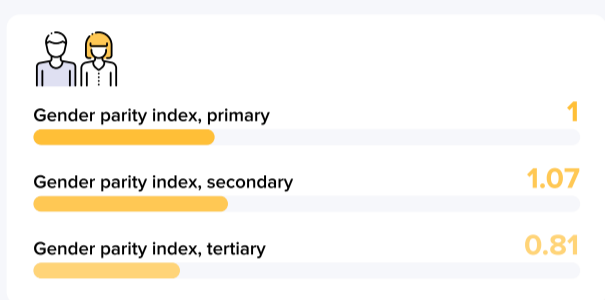 Gender parity index, primary 1
Gender parity index, secondary 1.07
Gender parity index, tertiary 0.81